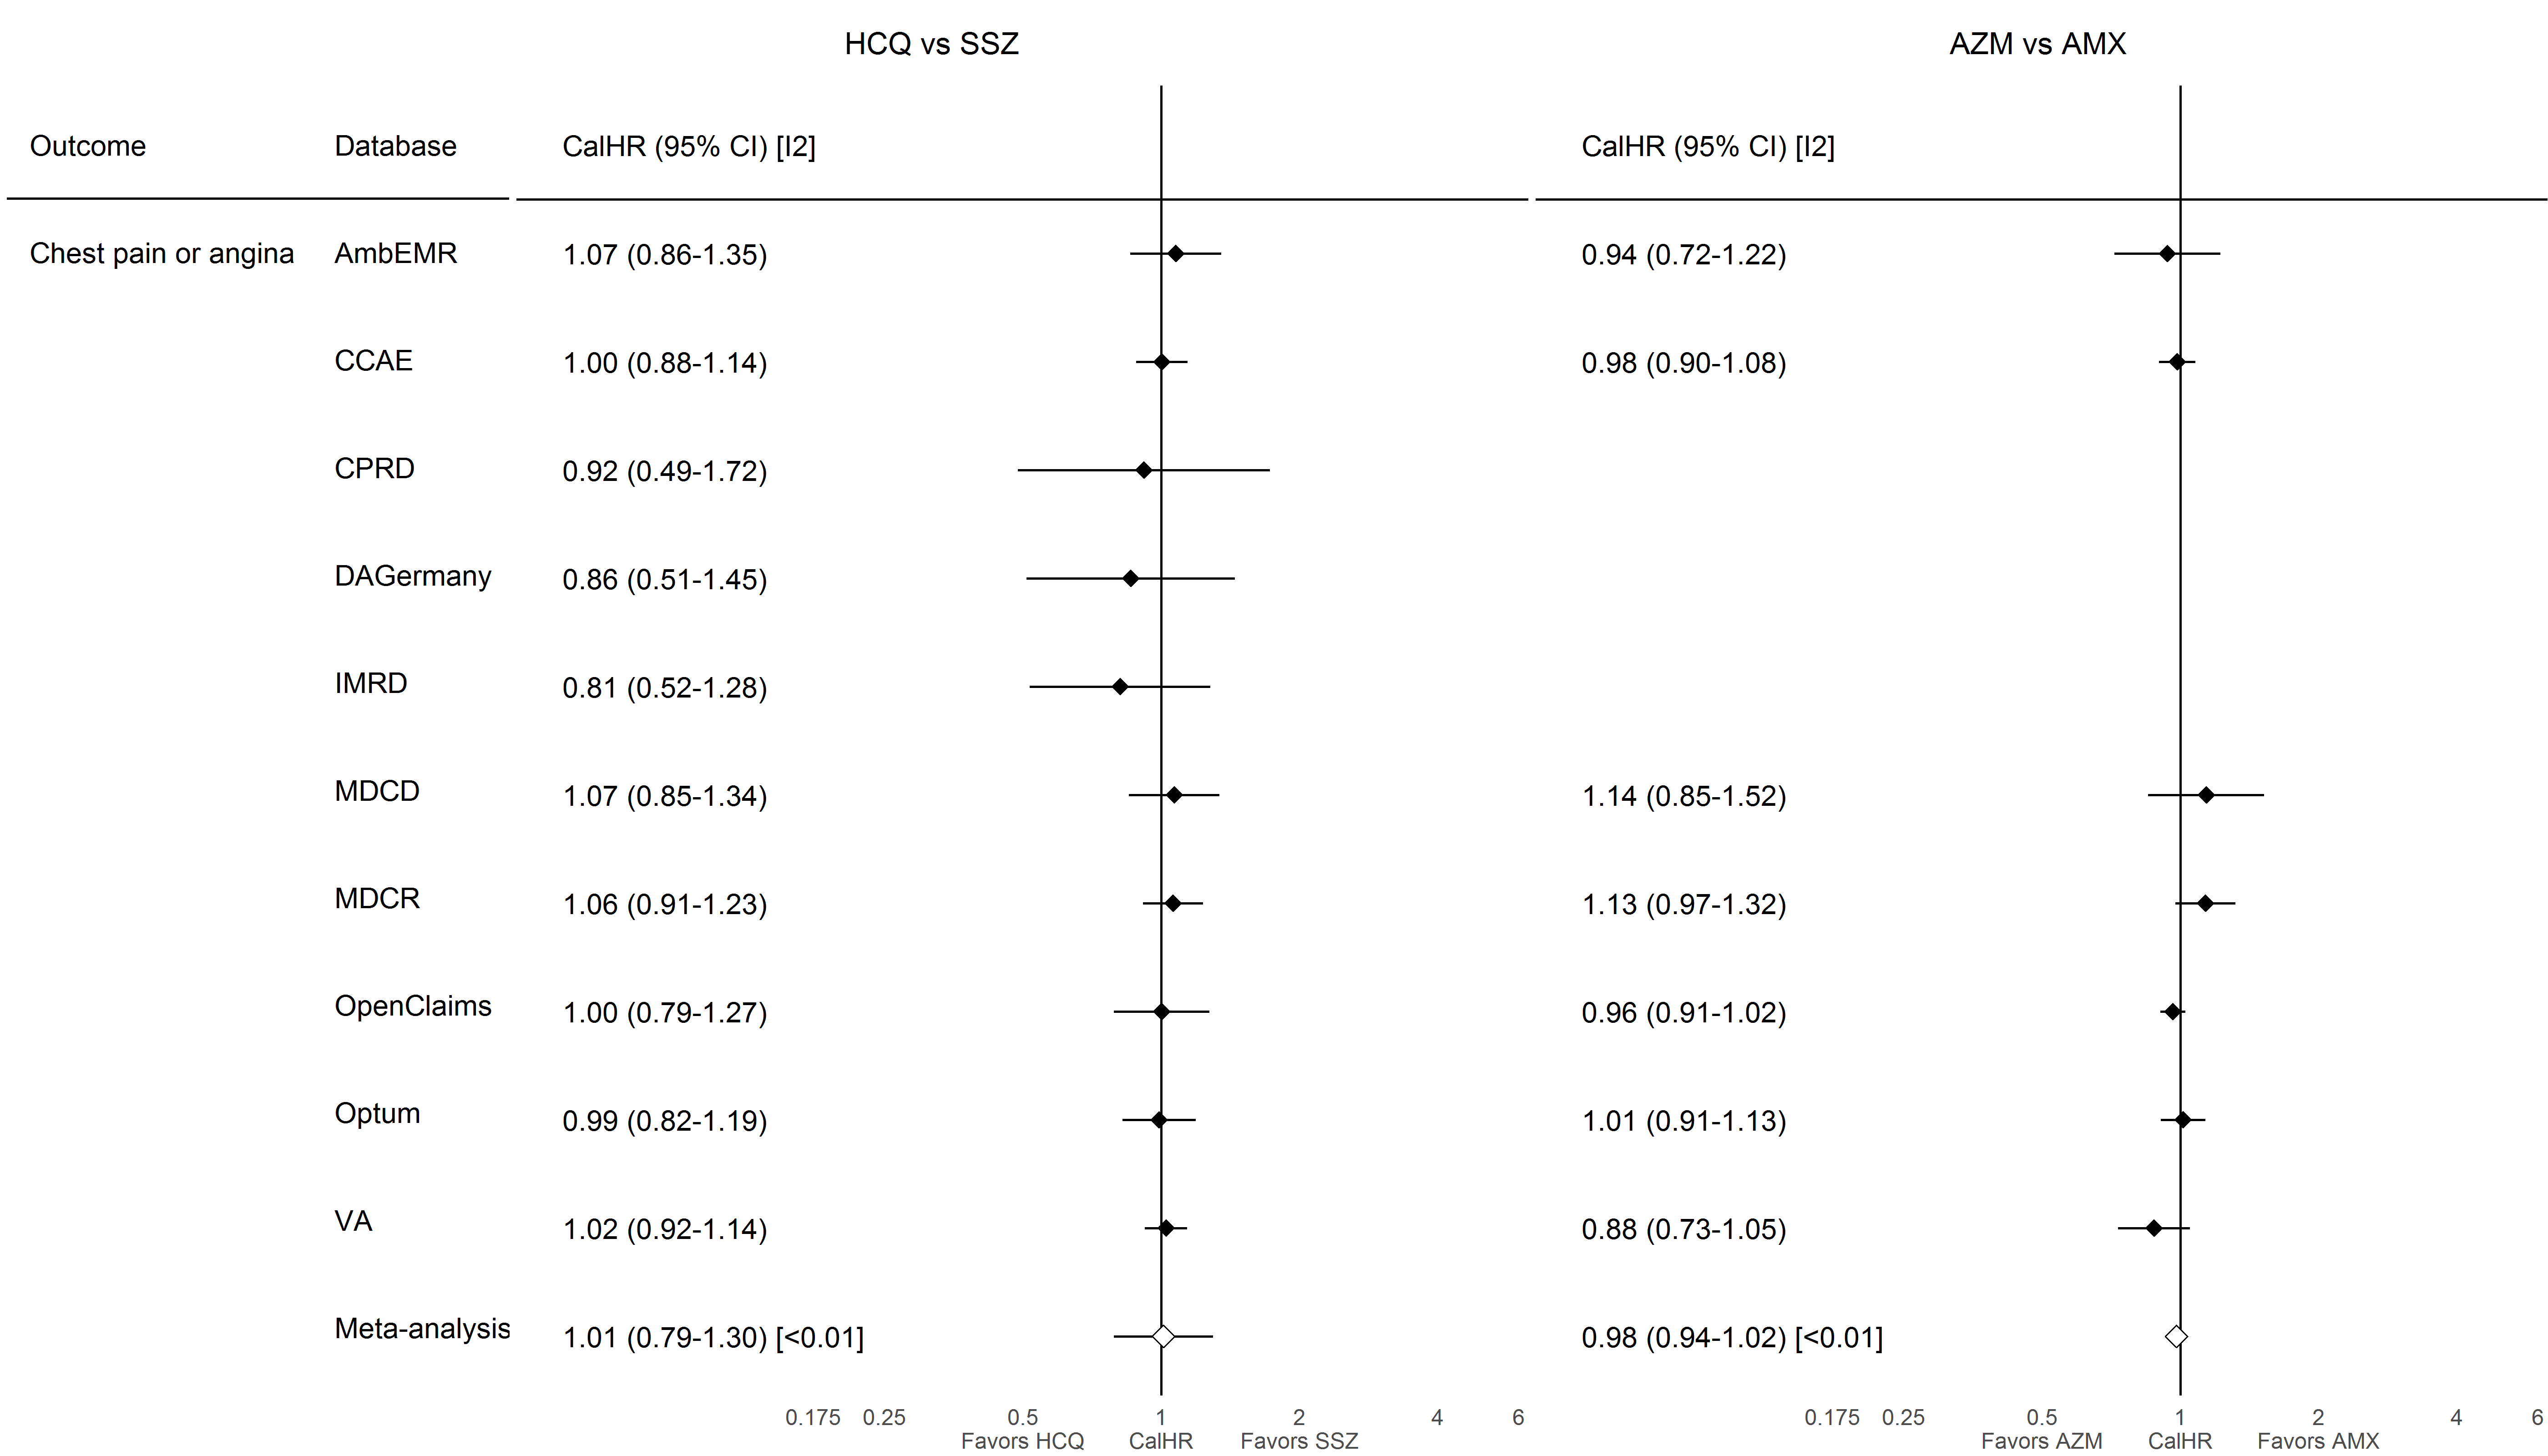 HCQ vs SSZ AZM vs AMX
Outcome Database CalHR (95% CI) [I2] CalHR (95% CI) [I2]
Chest pain or angina AmbEMR 1.07 (0.86-1.35) 0.94 (0.72-1.22)
CCAE 1.00 (0.88-1.14) 0.98 (0.90-1.08)
CPRD 0.92 (0.49-1.72)
DAGermany 0.86 (0.51-1.45)
IMRD 0.81 (0.52-1.28)
MDCD 1.07 (0.85-1.34) 1.14 (0.85-1.52)
MDCR 1.06 (0.91-1.23) 1.13 (0.97-1.32)
OpenClaims 1.00 (0.79-1.27) 0.96 (0.91-1.02)
Optum 0.99 (0.82-1.19) 1.01 (0.91-1.13)
VA 1.02 (0.92-1.14) 0.88 (0.73-1.05)
Meta-analysis 1.01 (0.79-1.30) [<0.01] 0.98 (0.94-1.02) [<0.01]
0.175 0.25 0.5 1 2 4 6 0.175 0.25 0.5 1 2 4 6
Favors HCQ CalHR Favors SSZ Favors AZM CalHR Favors AMX